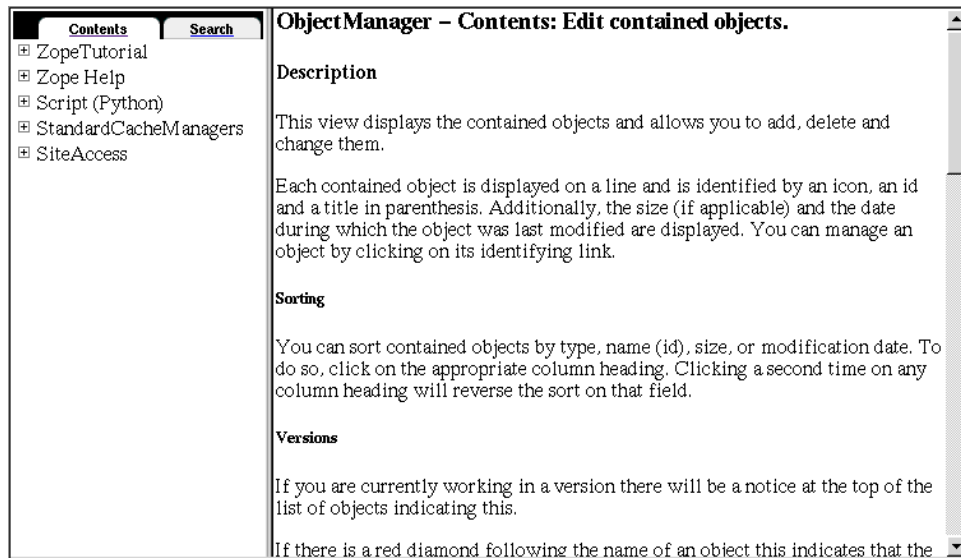 Contents Search
ZopeTutorial
Zope Help
Script (Python)
StandardCacheManagers
SiteAccess
ObjectManager – Contents: Edit contained objects.
Description
This view displays the contained objects and allows you to add, delete and
change them.
Each contained object is displayed on a line and is identified by an icon, an id
and a title in parenthesis. Additionally, the size (if applicable) and the date
during which the object was last modified are displayed. You can manage an
object by clicking on its identifying link.
Sorting
You can sort contained objects by type, name (id), size, or modification date. To
do so, click on the appropriate column heading. Clicking a second time on any
column heading will reverse the sort on that field.
Versions
If you are currently working in a version there will be a notice at the top of the
list of objects indicating this.
If there is a red diamond following the name of an object this indicates that the